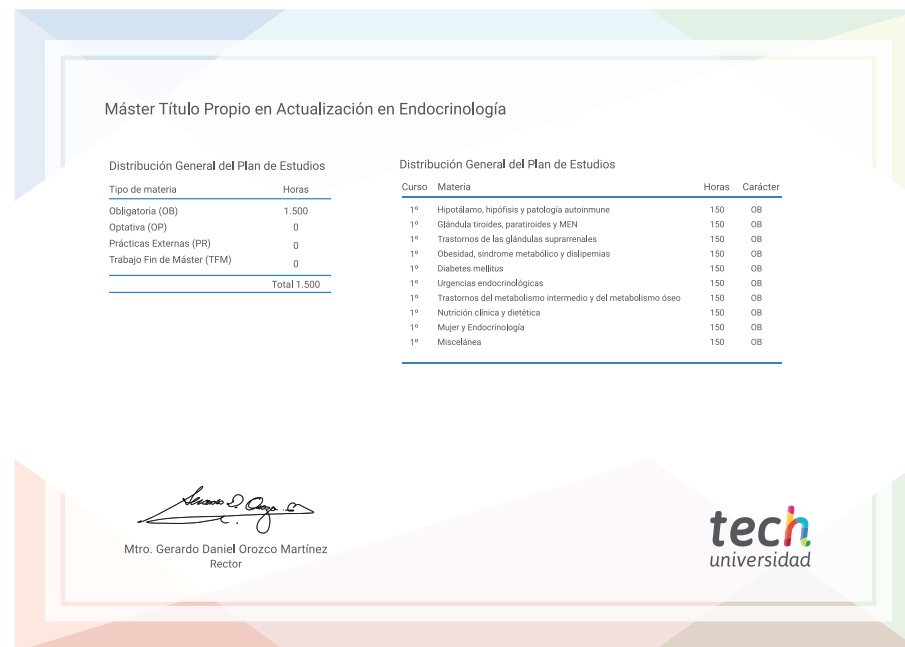 Máster Título Propio en Actualización en Endocrinología
Distribución General del Plan de Estudios
Tipo de materia Horas
Obligatoria (OB) 1.500
Optativa (OP) 0
Prácticas Externas (PR) 0
Trabajo Fin de Máster (TFM) 0
Total 1.500
Distribución General del Plan de Estudios
Curso Materia Horas Carácter
1º Hipotálamo, hipófisis y patología autoinmune 150 OB
1º Glándula tiroides, paratiroides y MEN 150 OB
1º Trastornos de las glándulas suprarrenales 150 OB
1º Obesidad, síndrome metabólico y dislipemias 150 OB
1º Diabetes mellitus 150 OB
1º Urgencias endocrinológicas 150 OB
1º Trastornos del metabolismo intermedio y del metabolismo óseo 150 OB
1º Nutrición clínica y dietética 150 OB
1º Mujer y Endocrinología 150 OB
1º Miscelánea 150 OB
Mtro. Gerardo Daniel Orozco Martínez
Rector
tech
universidad